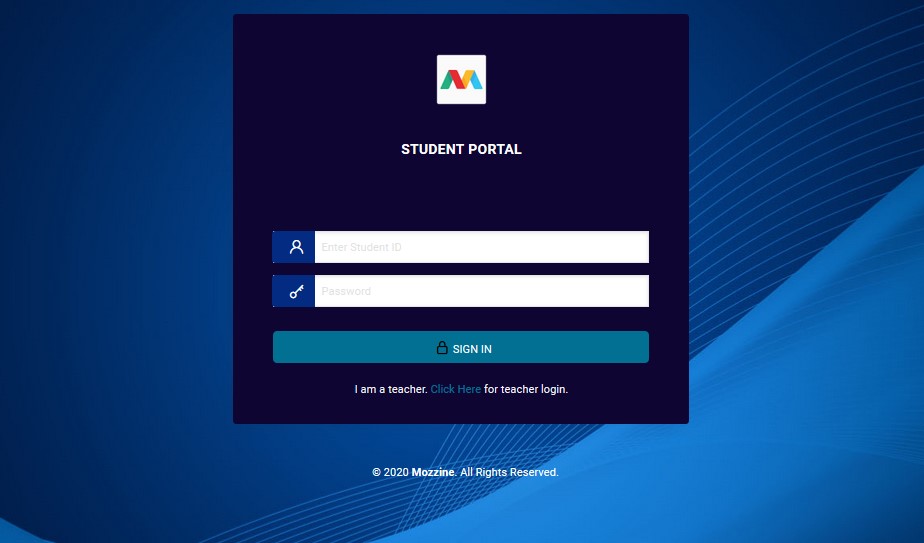 STUDENT PORTAL
Enter Student ID
Password
SIGN IN
I am a teacher. Click Here for teacher login.
© 2020 Mozzine. All Rights Reserved.